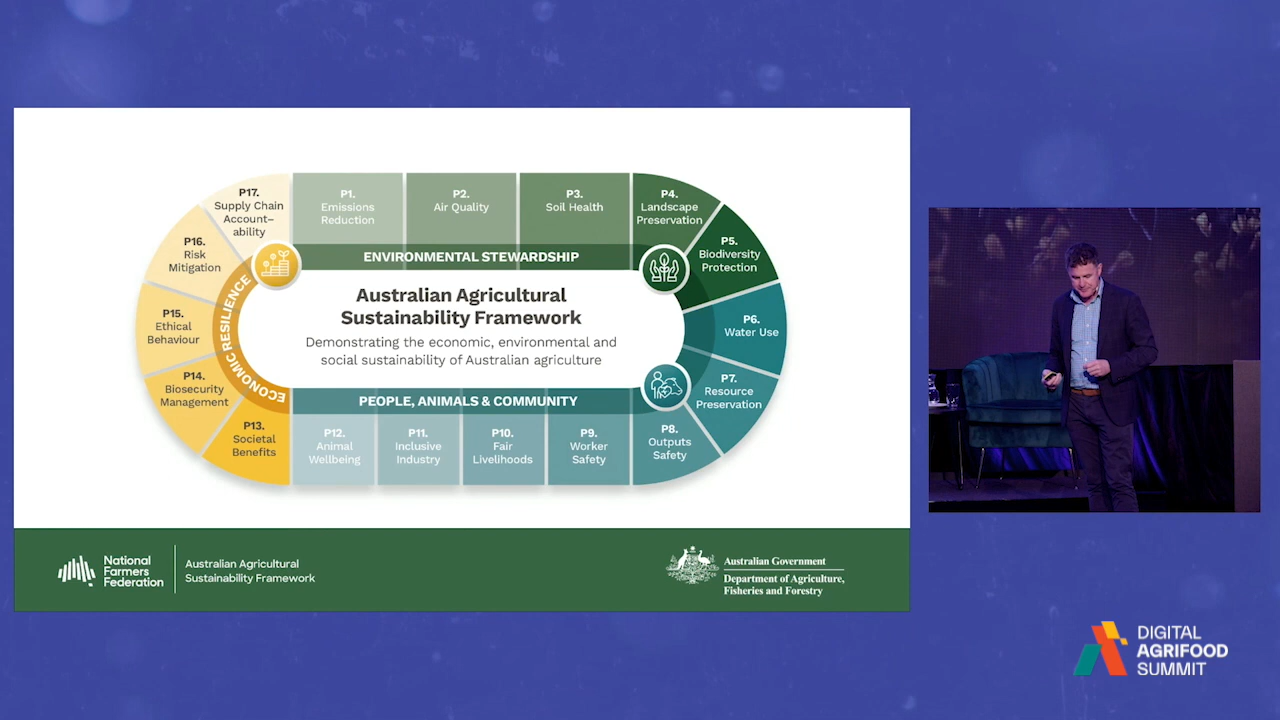 P17.
Supply Chain
Account–
ability
P1.
Emissions
Reduction
P2.
Air Quality
P3.
Soil Health
P4.
Landscape
Preservation
P5.
Biodiversity
Protection
P6.
Water Use
P7.
Resource
Preservation
P8.
Outputs
Safety
P9.
Worker
Safety
P10.
Fair
Livelihoods
P11.
Inclusive
Industry
P12.
Animal
Wellbeing
P13.
Societal
Benefits
P14.
Biosecurity
Management
P15.
Ethical
Behaviour
P16.
Risk
Mitigation
ENVIRONMENTAL STEWARDSHIP
ECONOMIC RESILIENCE
Australian Agricultural
Sustainability Framework
Demonstrating the economic, environmental and
social sustainability of Australian agriculture
PEOPLE, ANIMALS & COMMUNITY
National
Farmers
Federation
Australian Agricultural
Sustainability Framework
Australian Government
Department of Agriculture,
Fisheries and Forestry
DIGITAL
AGRIFOOD
SUMMIT